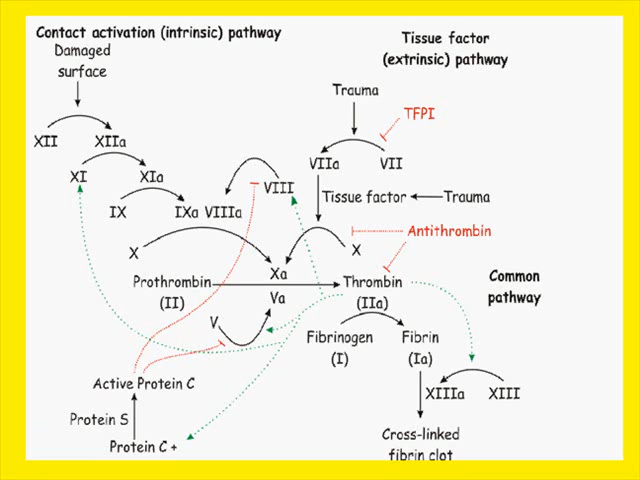 Contact activation (intrinsic) pathway
Damaged
surface
Tissue factor
(extrinsic) pathway
Trauma
TFPI
XII
XIIa
VIIa
VII
XI
XIa
VIII
Tissue factor
Trauma
IX
IXa
VIIIa
Antithrombin
X
X
Xa
Prothrombin
(II)
Va
Thrombin
(IIa)
Common
pathway
V
Fibrinogen
(I)
Fibrin
(Ia)
Active Protein C
XIIIa
XIII
Protein S
Protein C +
Cross-linked
fibrin clot